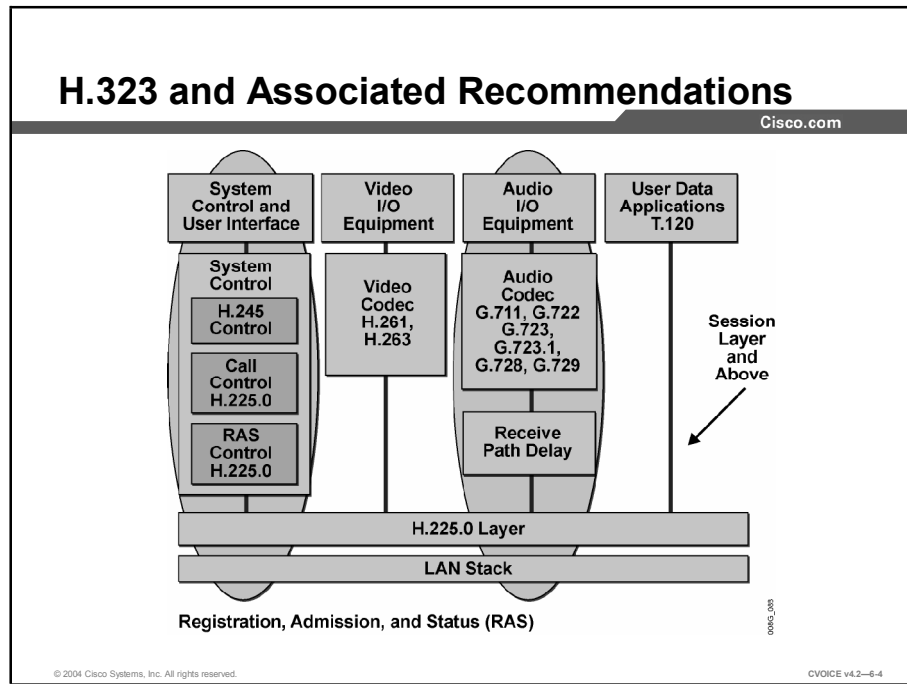 H.323 and Associated Recommendations
Cisco.com
System
Control and
User Interface
Video
I/O
Equipment
Audio
I/O
Equipment
User Data
Applications
T.120
System
Control
H.245
Control
Call
Control
H.225.0
RAS
Control
H.225.0
Video
Codec
H.261,
H.263
Audio
Codec
G.711, G.722
G.723,
G.723.1,
G.728, G.729
Receive
Path Delay
Session
Layer
and
Above
H.225.0 Layer
LAN Stack
Registration, Admission, and Status (RAS)
008G_085
© 2004 Cisco Systems, Inc. All rights reserved.
CVOICE v4.2—6-4